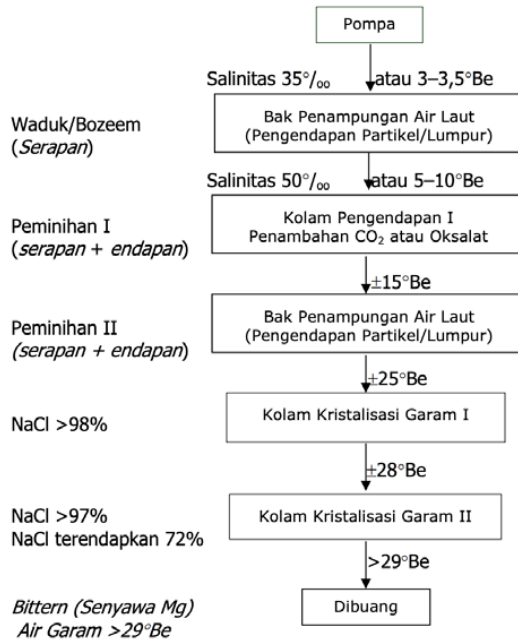 Pompa
Salinitas 35°/₀₀ atau 3–3,5°Be
Waduk/Bozeem
(Serapan)
Bak Penampungan Air Laut
(Pengendapan Partikel/Lumpur)
Salinitas 50°/₀₀ atau 5–10°Be
Peminihan I
(serapan + endapan)
Kolam Pengendapan I
Penambahan CO₂ atau Oksalat
±15°Be
Peminihan II
(serapan + endapan)
Bak Penampungan Air Laut
(Pengendapan Partikel/Lumpur)
±25°Be
NaCl >98%
Kolam Kristalisasi Garam I
±28°Be
NaCl >97%
NaCl terendapkan 72%
Kolam Kristalisasi Garam II
>29°Be
Bittern (Senyawa Mg)
Air Garam >29°Be
Dibuang